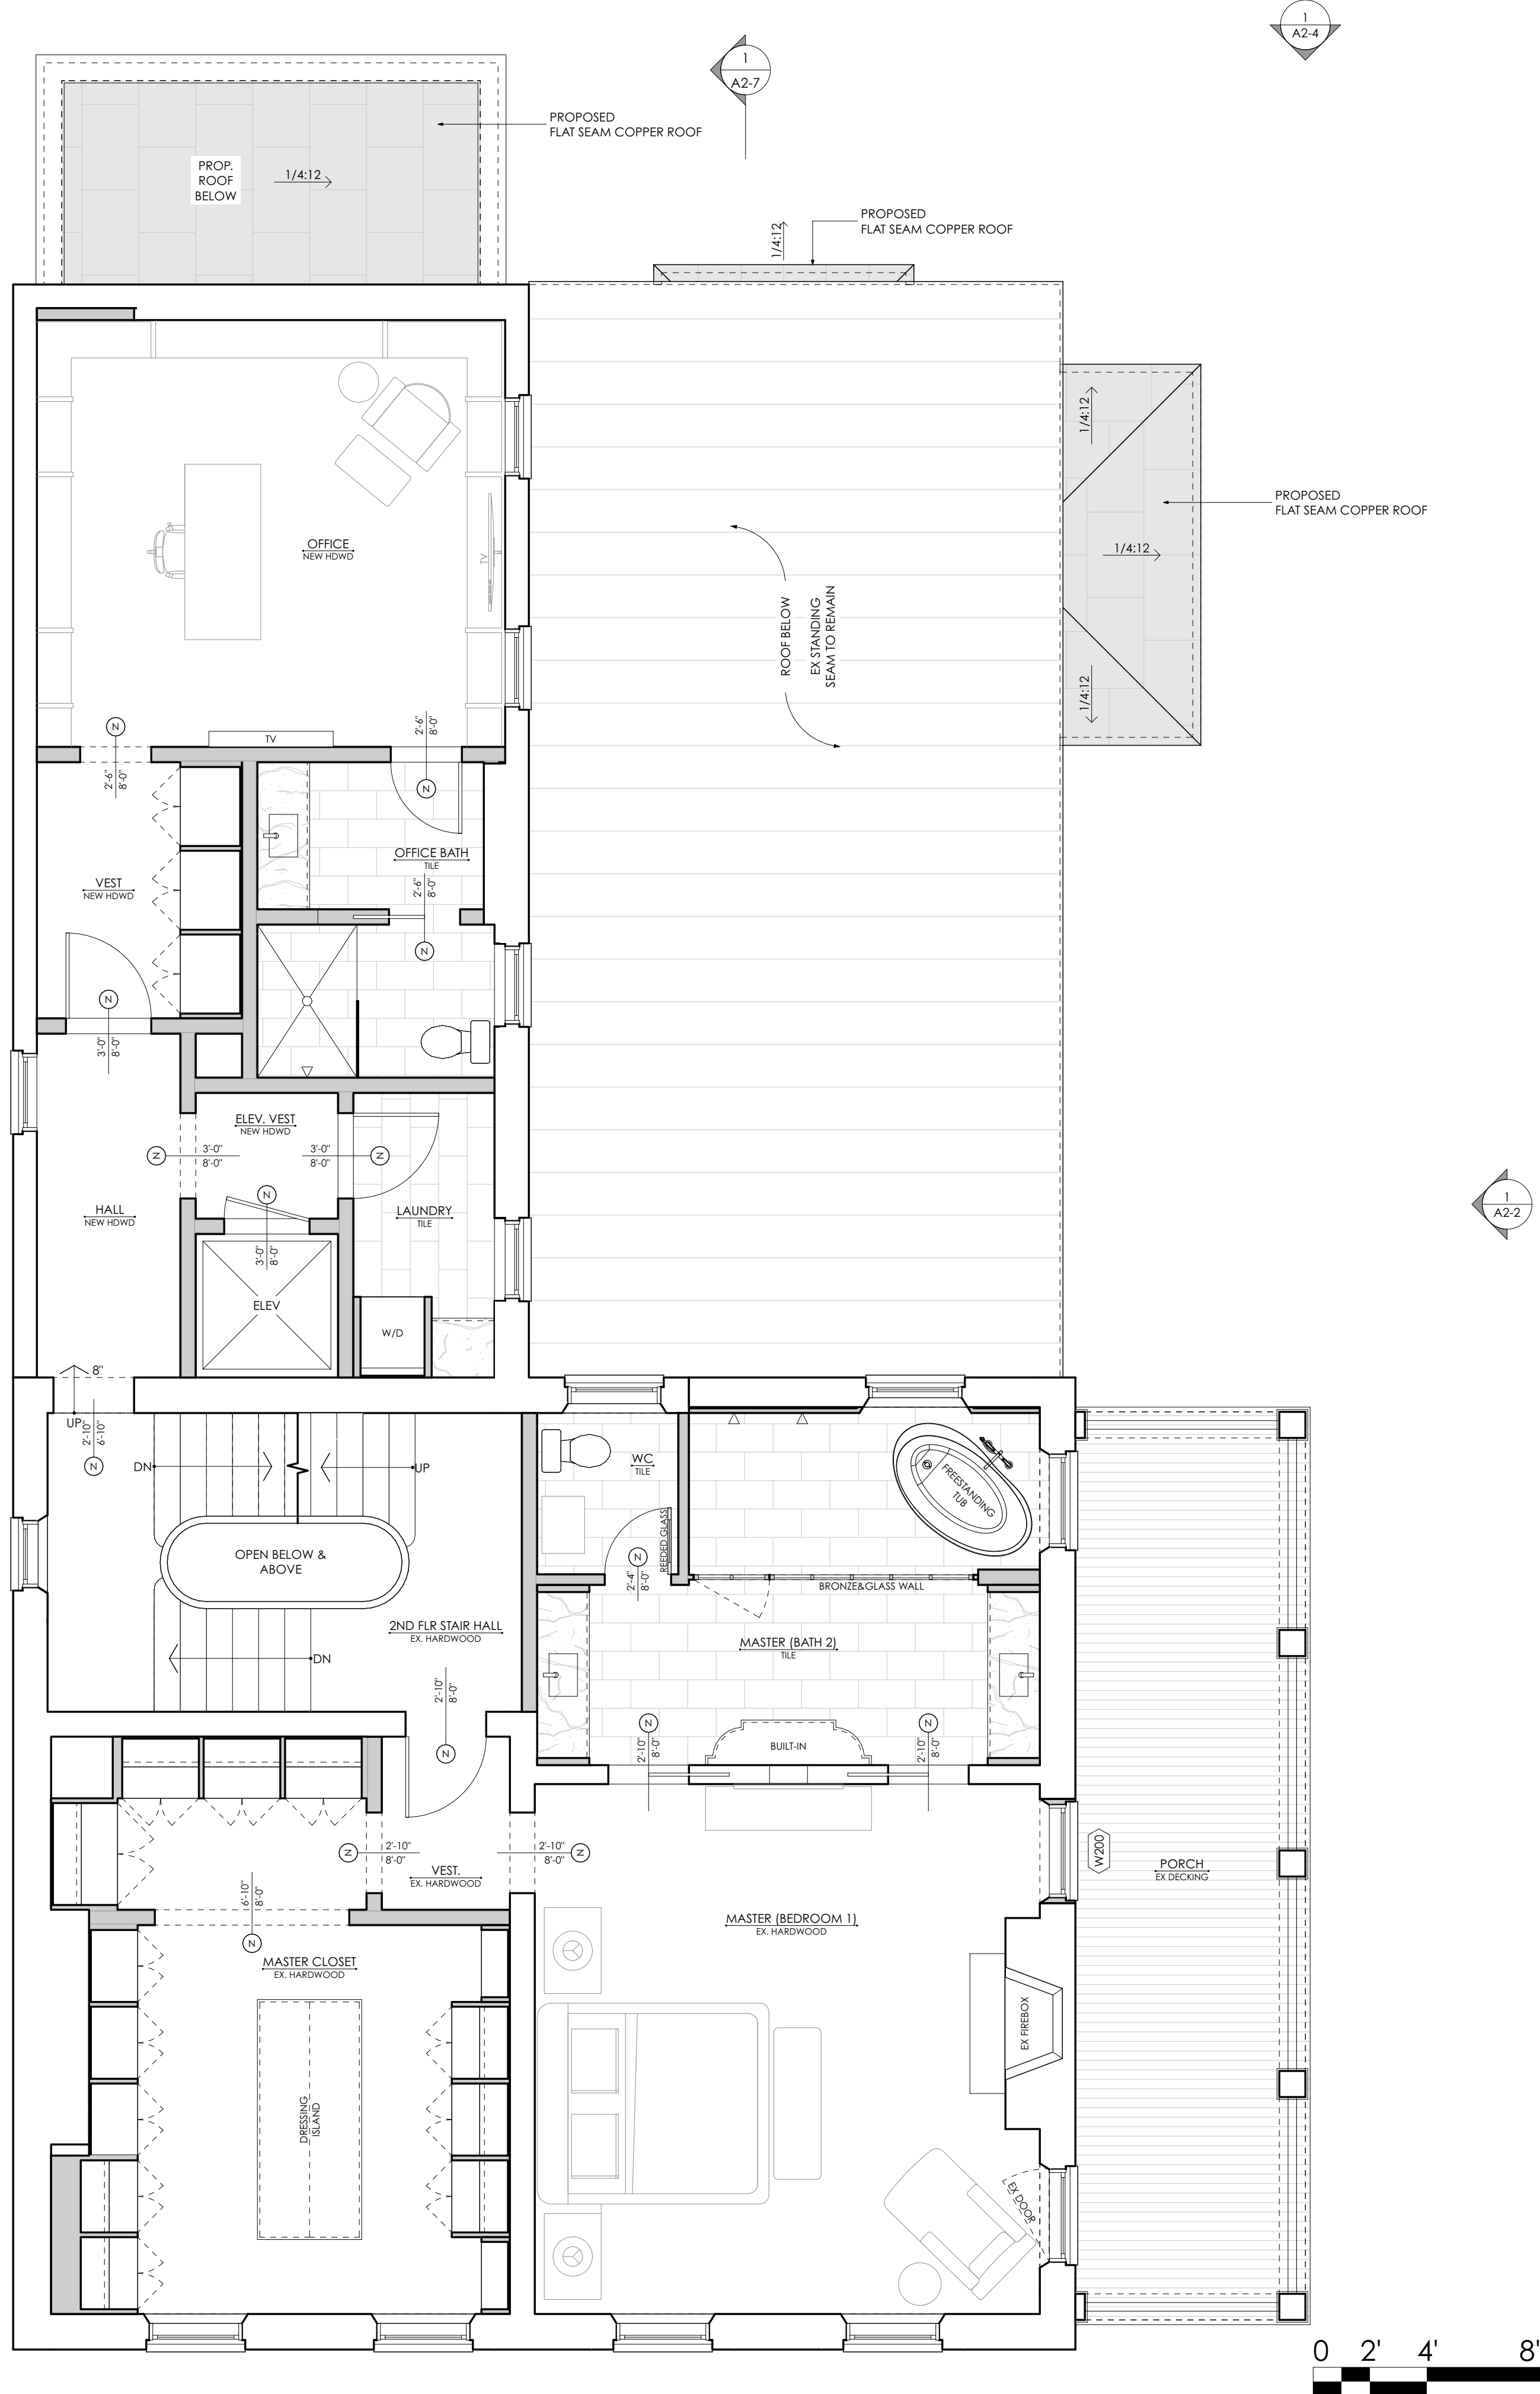 1
A2-4
1
A2-7
PROPOSED
FLAT SEAM COPPER ROOF
PROP.
ROOF
BELOW
1/4:12
PROPOSED
FLAT SEAM COPPER ROOF
1/4:12
1/4:12
PROPOSED
FLAT SEAM COPPER ROOF
1/4:12
1/4:12
OFFICE
NEW HDWD
TV
ROOF BELOW
EX STANDING
SEAM TO REMAIN
N
2'-6"
8'-0"
TV
2'-6"
8'-0"
N
OFFICE BATH
TILE
2'-6"
8'-0"
N
VEST
NEW HDWD
N
3'-0"
8'-0"
ELEV. VEST
NEW HDWD
N
3'-0"
8'-0"
3'-0"
8'-0"
N
N
3'-0"
8'-0"
HALL
NEW HDWD
LAUNDRY
TILE
1
A2-2
ELEV
W/D
8"
UP
2'-10"
6'-10"
N
DN
UP
OPEN BELOW &
ABOVE
WC
TILE
REEDED GLASS
N
2'-4"
8'-0"
FREESTANDING
TUB
BRONZE&GLASS WALL
2ND FLR STAIR HALL
EX. HARDWOOD
DN
MASTER (BATH 2)
TILE
2'-10"
8'-0"
N
N
2'-10"
8'-0"
BUILT-IN
N
2'-10"
8'-0"
N
2'-10"
8'-0"
2'-10"
8'-0"
N
VEST.
EX. HARDWOOD
W200
PORCH
EX DECKING
6'-10"
8'-0"
N
MASTER (BEDROOM 1)
EX. HARDWOOD
MASTER CLOSET
EX. HARDWOOD
EX FIREBOX
DRESSING
ISLAND
EX DOOR
0 2' 4' 8'